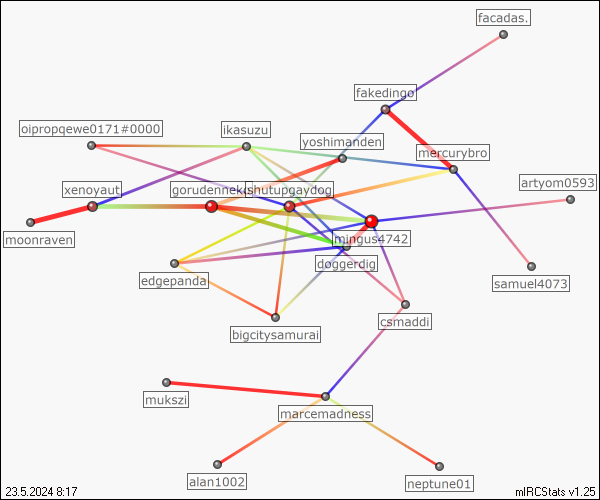 facadas.
fakedingo
oipropqewe0171#0000
ikasuzu
yoshimanden
mercurybro
artyom0593
xenoyaut
shutupgaydog
moonraven
mingus4742
doggerdig
edgepanda
samuel4073
csmaddi
bigcitysamurai
mukszi
marcemadness
alan1002
neptune01
23.5.2024 8:17
mIRCStats v1.25